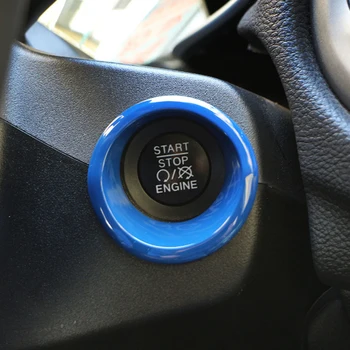 START
STOP
/
ENGINE